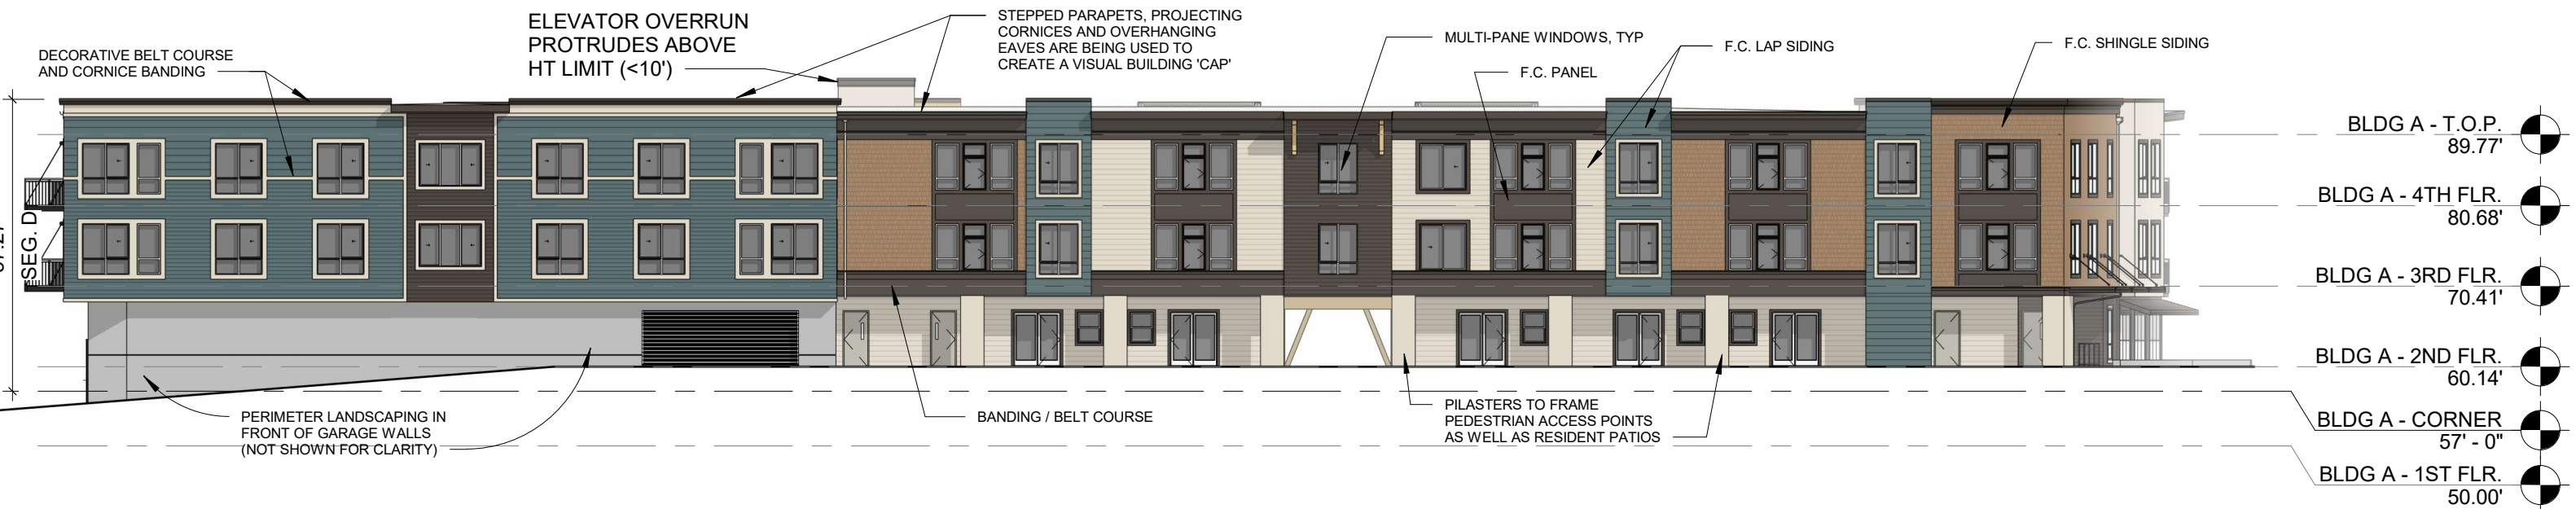 ELEVATOR OVERRUN
PROTRUDES ABOVE
HT LIMIT (<10')
STEPPED PARAPETS, PROJECTING
CORNICES AND OVERHANGING
EAVES ARE BEING USED TO
CREATE A VISUAL BUILDING 'CAP'
DECORATIVE BELT COURSE
AND CORNICE BANDING
MULTI-PANE WINDOWS, TYP
F.C. PANEL
F.C. LAP SIDING
F.C. SHINGLE SIDING
SEG. D
BLDG A - T.O.P.
89.77'
BLDG A - 4TH FLR.
80.68'
BLDG A - 3RD FLR.
70.41'
BLDG A - 2ND FLR.
60.14'
BLDG A - CORNER
57' - 0"
BLDG A - 1ST FLR.
50.00'
PERIMETER LANDSCAPING IN
FRONT OF GARAGE WALLS
(NOT SHOWN FOR CLARITY)
BANDING / BELT COURSE
PILASTERS TO FRAME
PEDESTRIAN ACCESS POINTS
AS WELL AS RESIDENT PATIOS